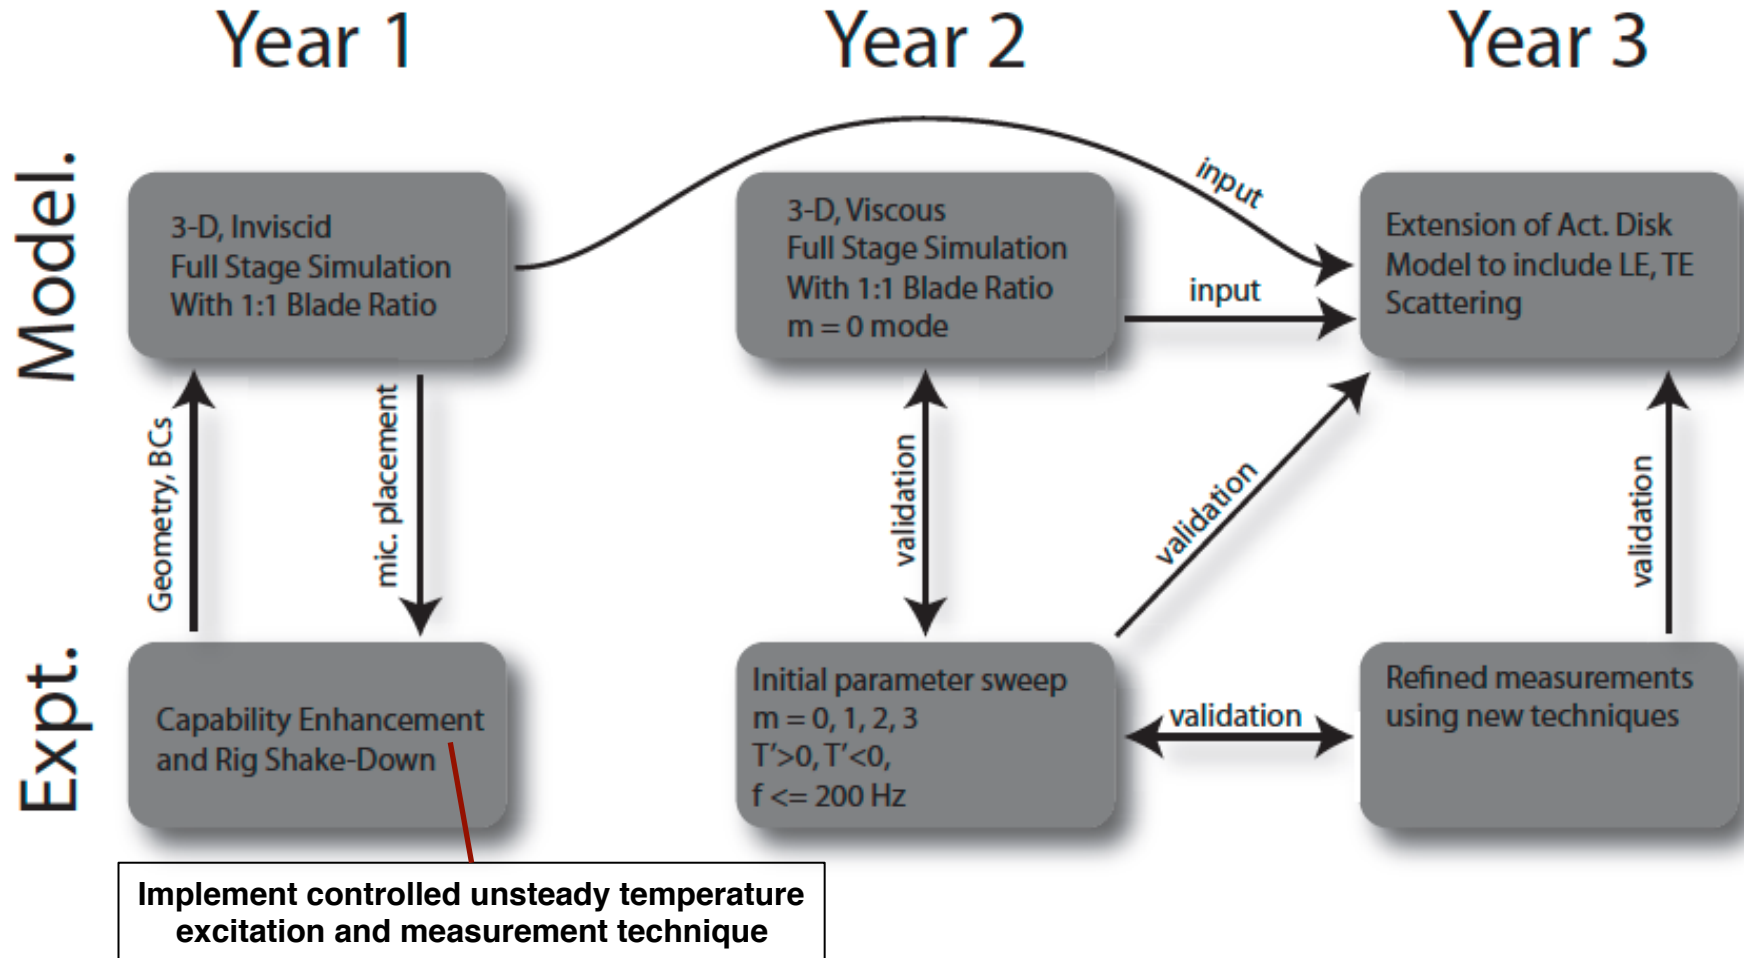 Year 1
Year 2
Year 3
Model.
3-D, Inviscid
Full Stage Simulation
With 1:1 Blade Ratio
3-D, Viscous
Full Stage Simulation
With 1:1 Blade Ratio
m = 0 mode
input
input
Extension of Act. Disk
Model to include LE, TE
Scattering
Geometry, BCs
mic. placement
validation
validation
validation
Expt.
Capability Enhancement
and Rig Shake-Down
Initial parameter sweep
m = 0, 1, 2, 3
T'>0, T'<0,
f <= 200 Hz
validation
Refined measurements
using new techniques
Implement controlled unsteady temperature
excitation and measurement technique